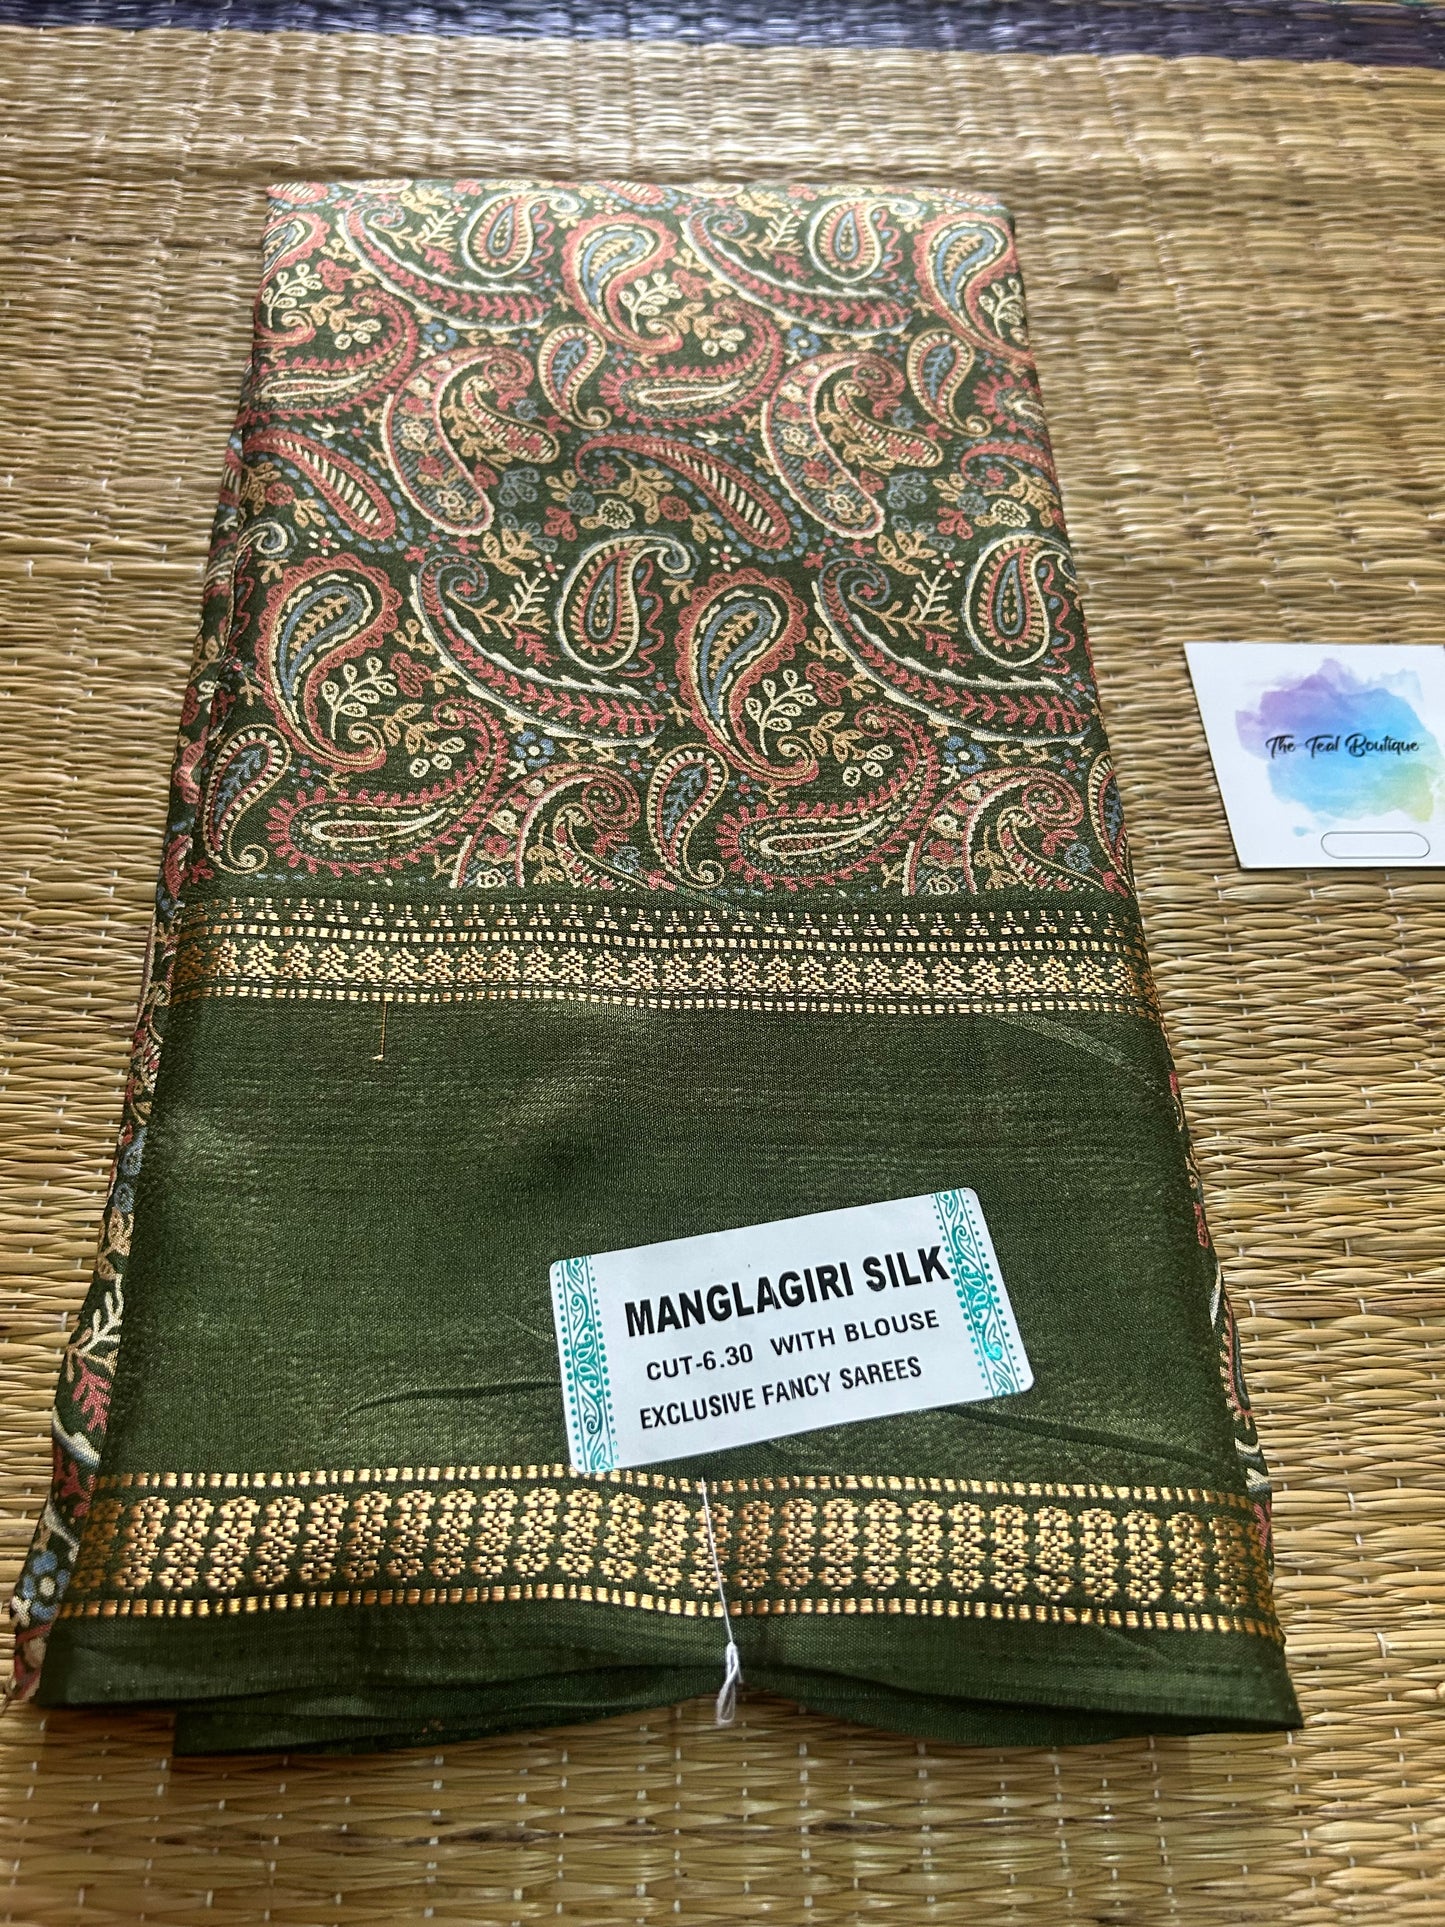 The Teal Boutique
MANGLAGIRI SILK
CUT-6.30 WITH BLOUSE
EXCLUSIVE FANCY SAREES